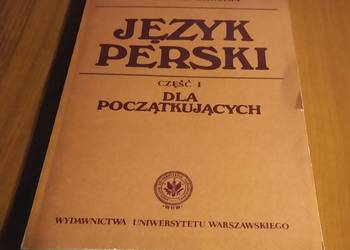 JĘZYK
PERSKI
CZĘŚĆ I
DLA
POCZĄTKUJĄCYCH
WYDAWNICTWA UNIWERSYTETU WARSZAWSKIEGO